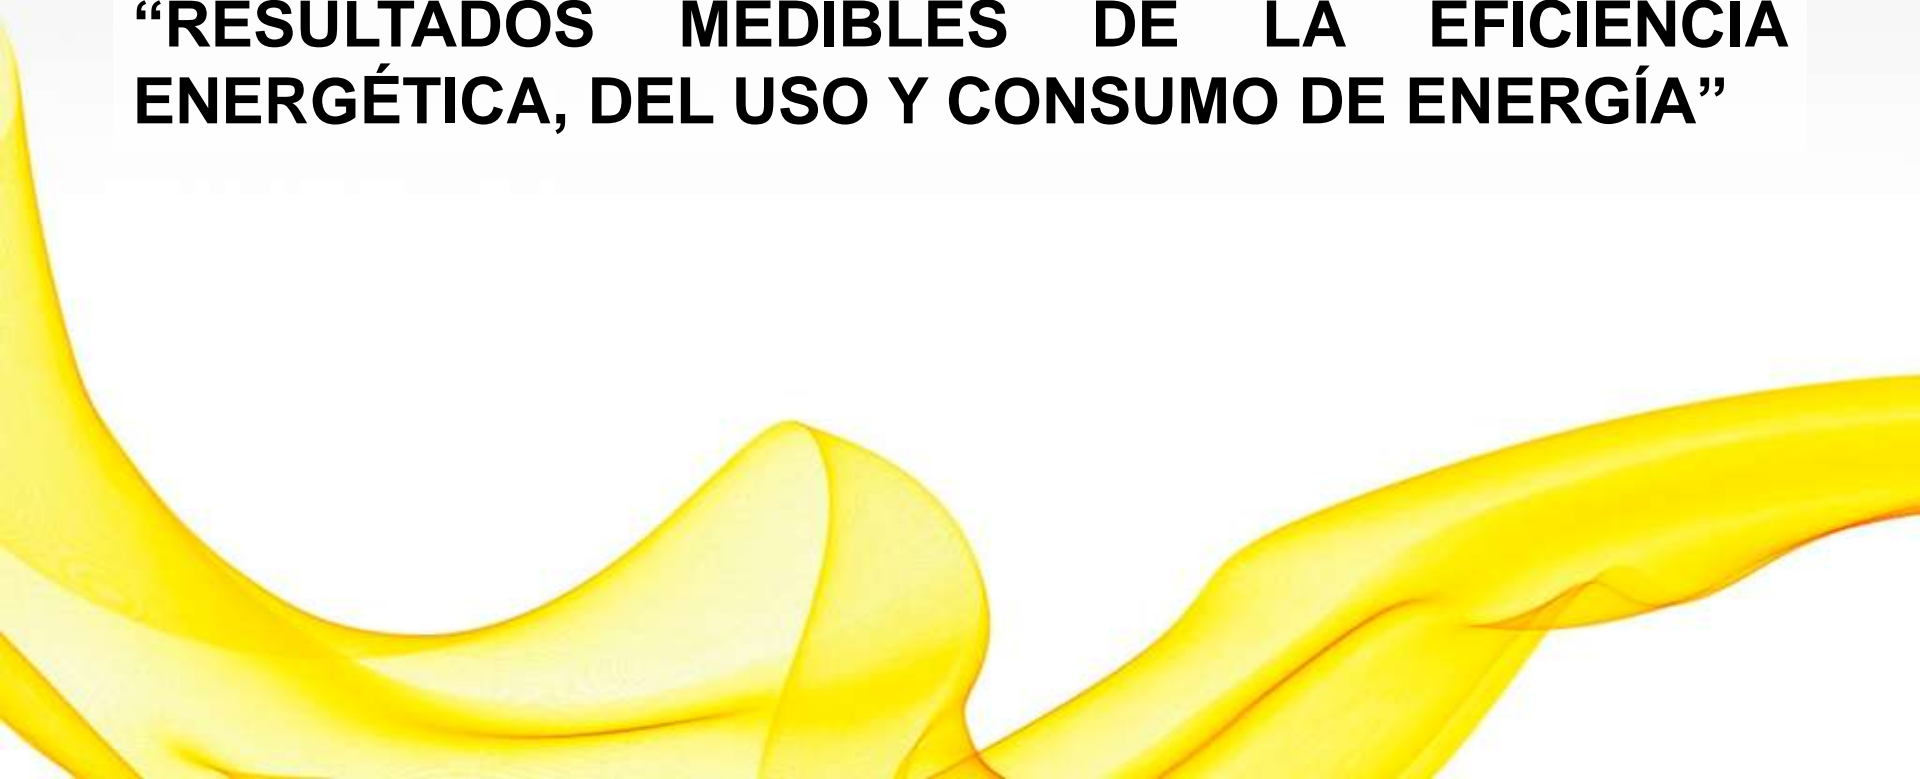 “RESULTADOS MEDIBLES DE LA EFICIENCIA
ENERGÉTICA, DEL USO Y CONSUMO DE ENERGÍA”